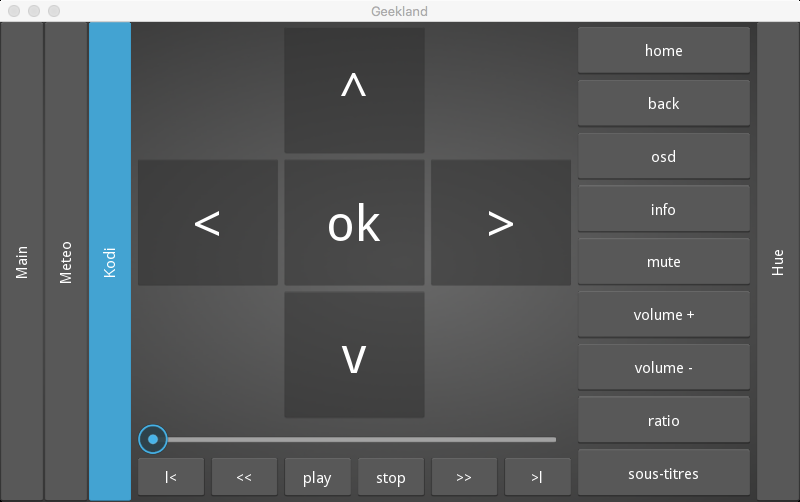 Geekland
Main
Meteo
Kodi
^
<
ok
>
v
|<
<<
play
stop
>>
>|
home
back
osd
info
mute
volume +
volume -
ratio
sous-titres
Hue